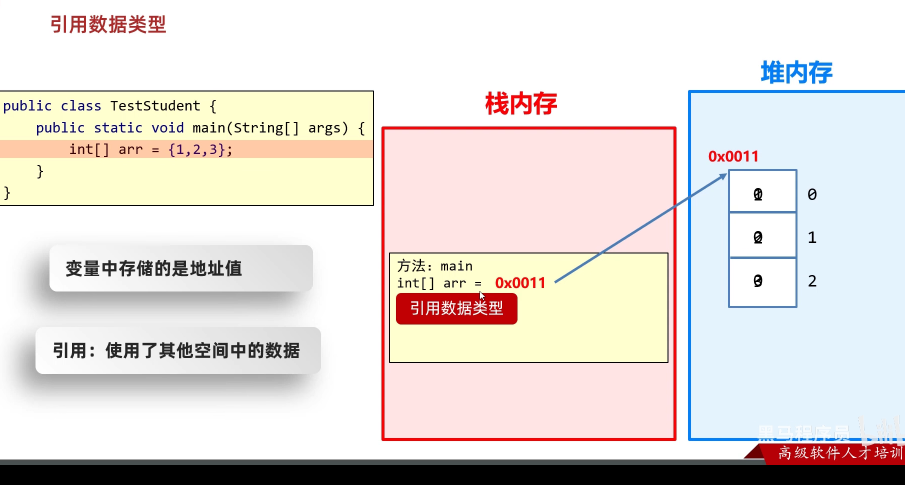 引用数据类型
堆内存
栈内存
public class TestStudent {
public static void main(String[] args) {
int[] arr = {1,2,3};
}
}
0x0011
0
1
2
变量中存储的是地址值
方法：main
int[] arr = 0x0011
引用数据类型
引用：使用了其他空间中的数据
黑马程序员
高级软件人才培训